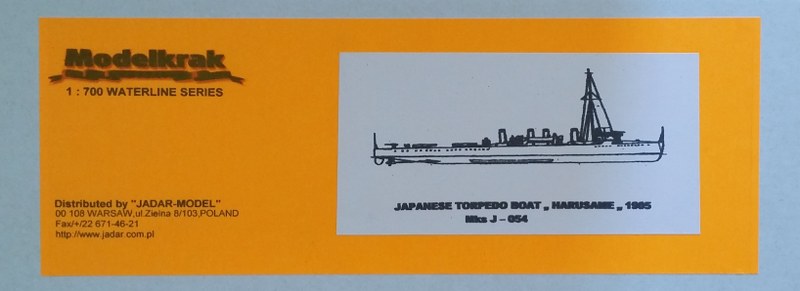 Modelkrak
1 : 700 WATERLINE SERIES
Distributed by "JADAR-MODEL"
00 108 WARSAW,ul.Zielna 8/103,POLAND
Fax/+/22 671-46-21
http://www.jadar.com.pl
JAPANESE TORPEDO BOAT „ HARUSAME „ 1905
Mks J - 054